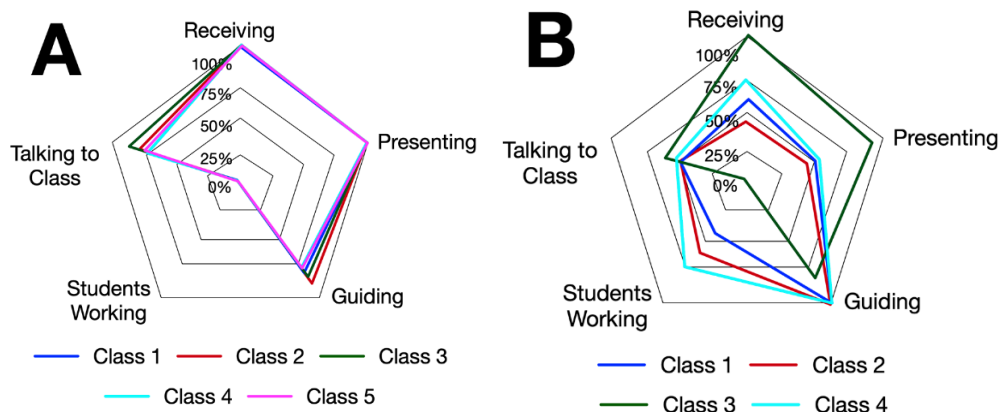 A
Receiving
100%
75%
50%
25%
0%
Presenting
Talking to
Class
Students
Working
Guiding
Class 1
Class 2
Class 3
Class 4
Class 5
B
Receiving
100%
75%
50%
25%
0%
Presenting
Talking to
Class
Students
Working
Guiding
Class 1
Class 2
Class 3
Class 4